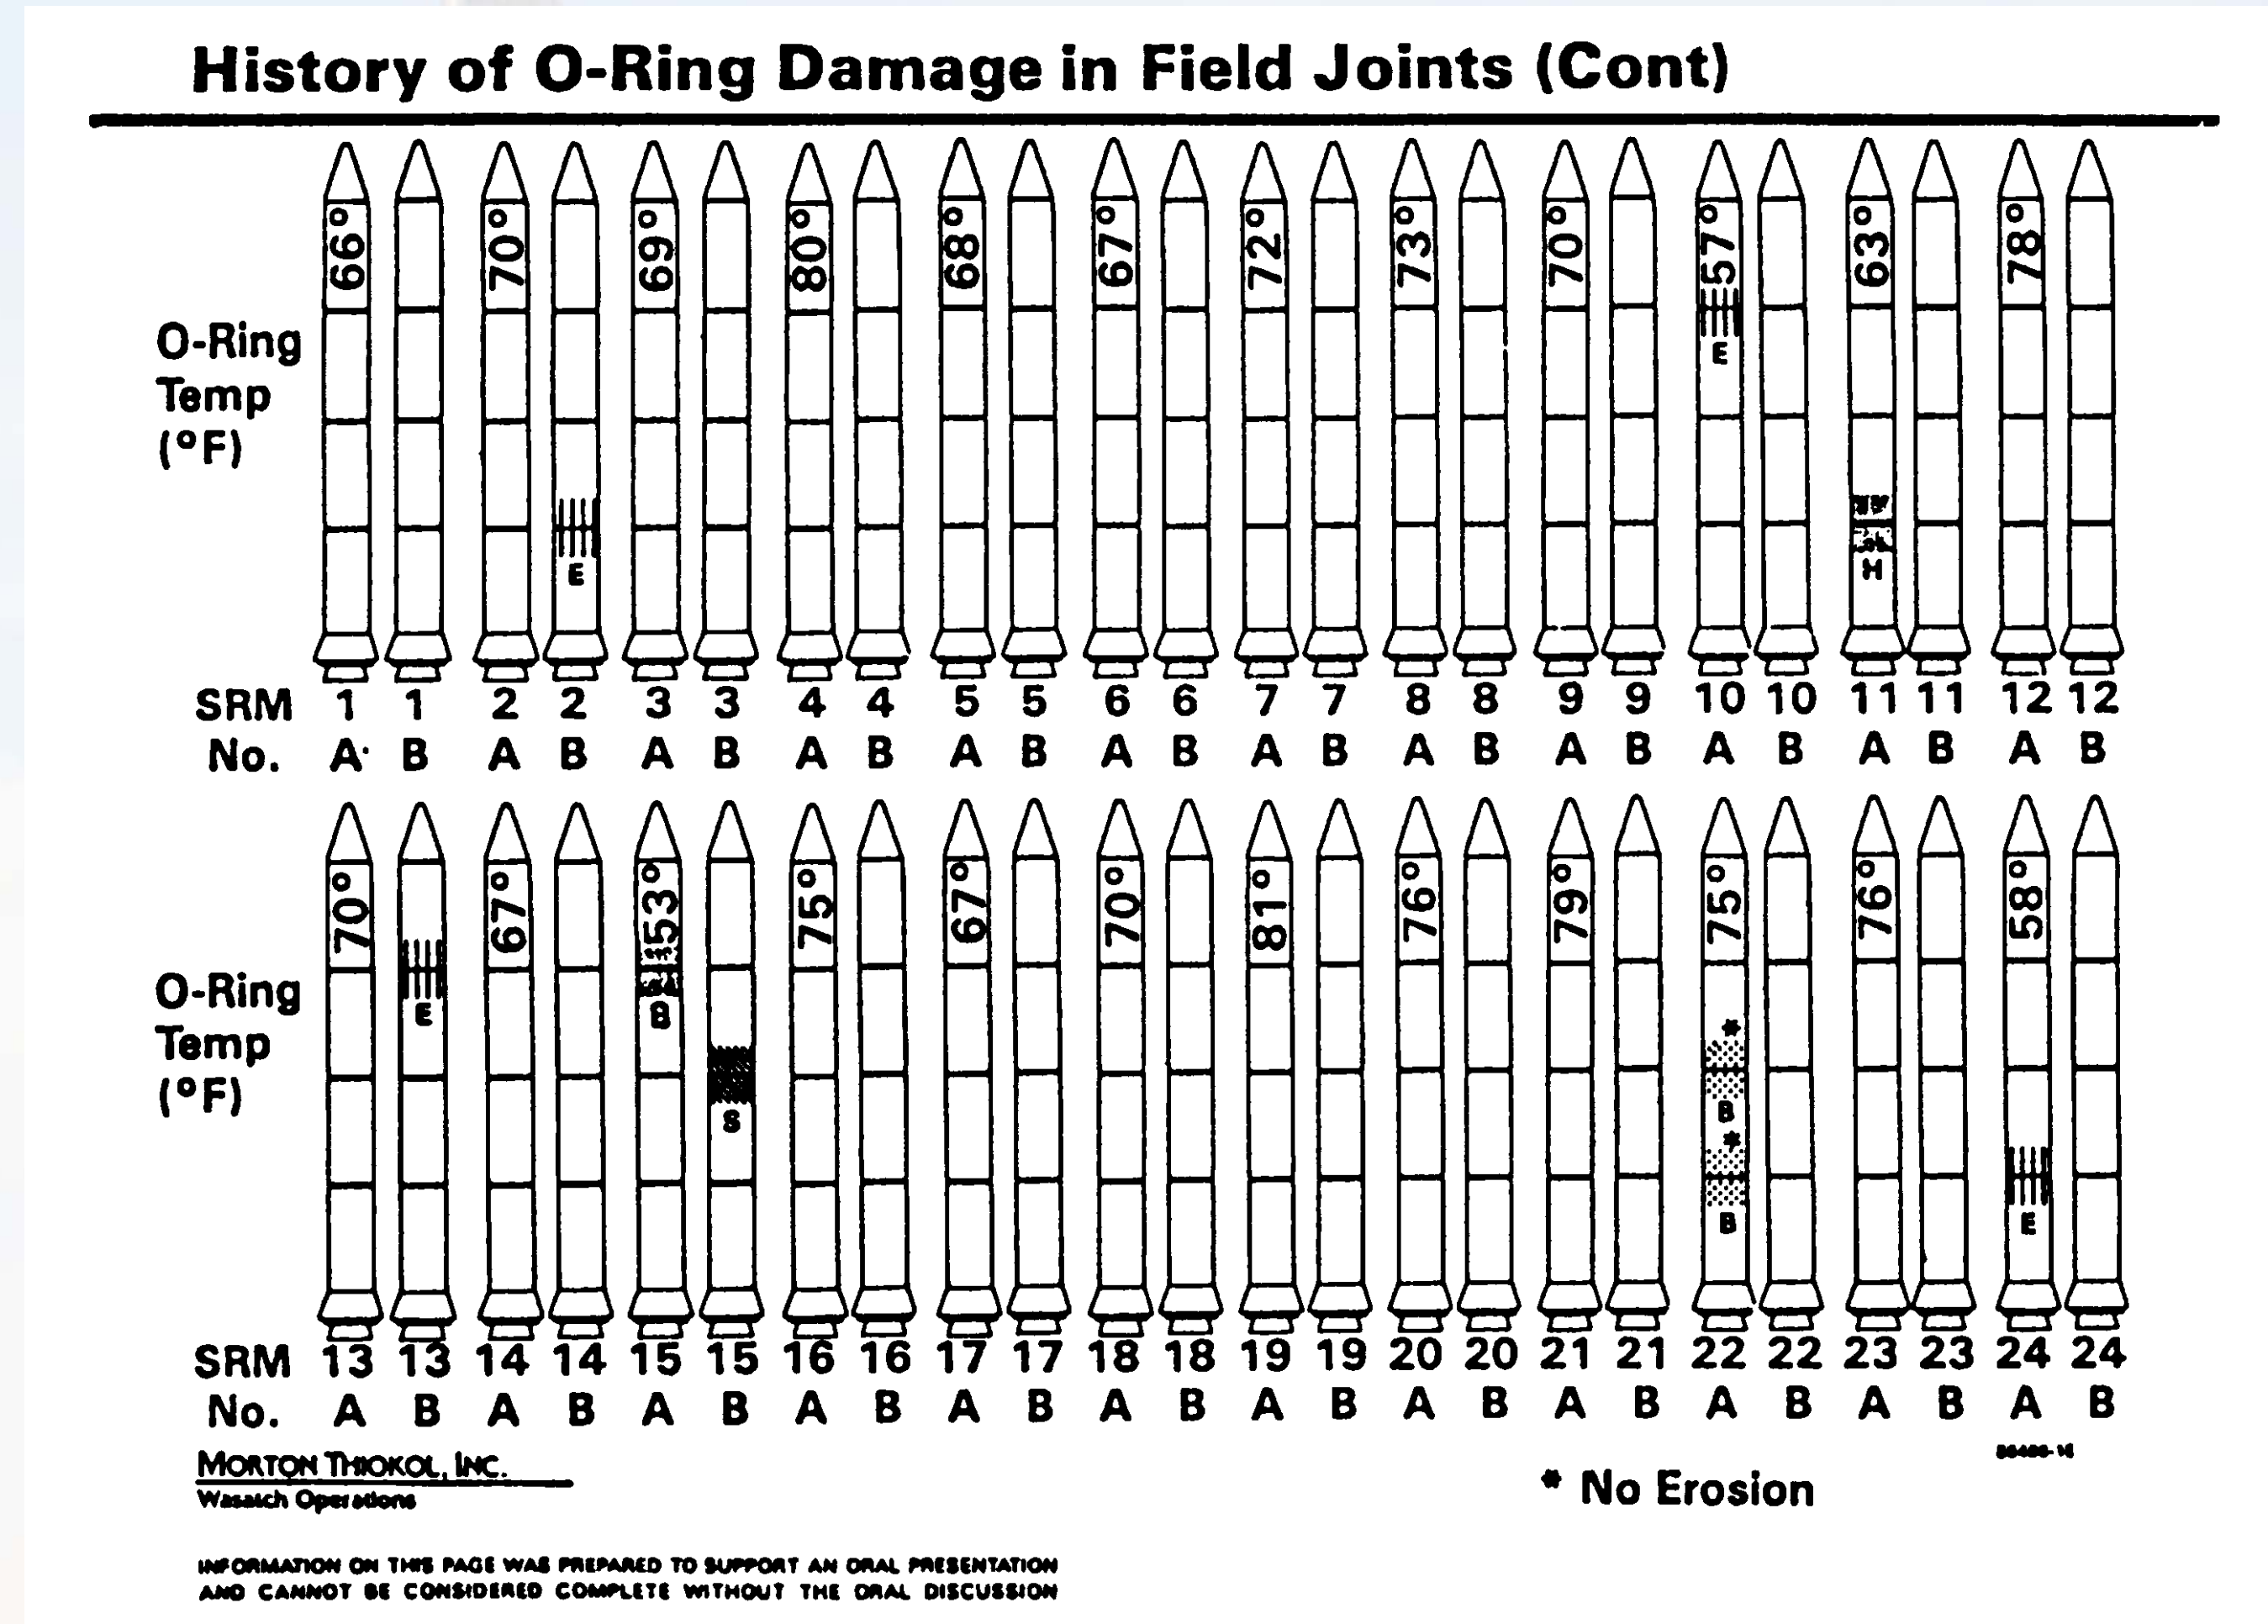 History of O-Ring Damage in Field Joints (Cont)
O-Ring
Temp
(°F)
66° 70° 69° 80° 68° 67° 72° 73° 70° 57° 63° 78°
E
E
H
SRM 1 1 2 2 3 3 4 4 5 5 6 6 7 7 8 8 9 9 10 10 11 11 12 12
No. A B A B A B A B A B A B A B A B A B A B A B A B
O-Ring
Temp
(°F)
70° 67° 53° 75° 67° 70° 81° 76° 79° 75° 76° 58°
E
B
*
S
B
*
B
E
SRM 13 13 14 14 15 15 16 16 17 17 18 18 19 19 20 20 21 21 22 22 23 23 24 24
No. A B A B A B A B A B A B A B A B A B A B A B A B
MORTON THIOKOL, INC.
Wasatch Operations
* No Erosion
INFORMATION ON THIS PAGE WAS PREPARED TO SUPPORT AN ORAL PRESENTATION
AND CANNOT BE CONSIDERED COMPLETE WITHOUT THE ORAL DISCUSSION